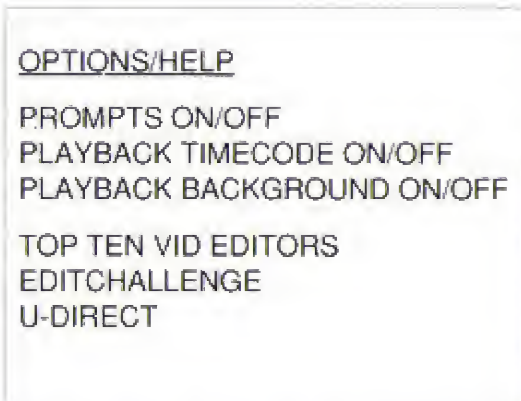 OPTIONS/HELP
PROMPTS ON/OFF
PLAYBACK TIMECODE ON/OFF
PLAYBACK BACKGROUND ON/OFF
TOP TEN VID EDITORS
EDITCHALLENGE
U-DIRECT